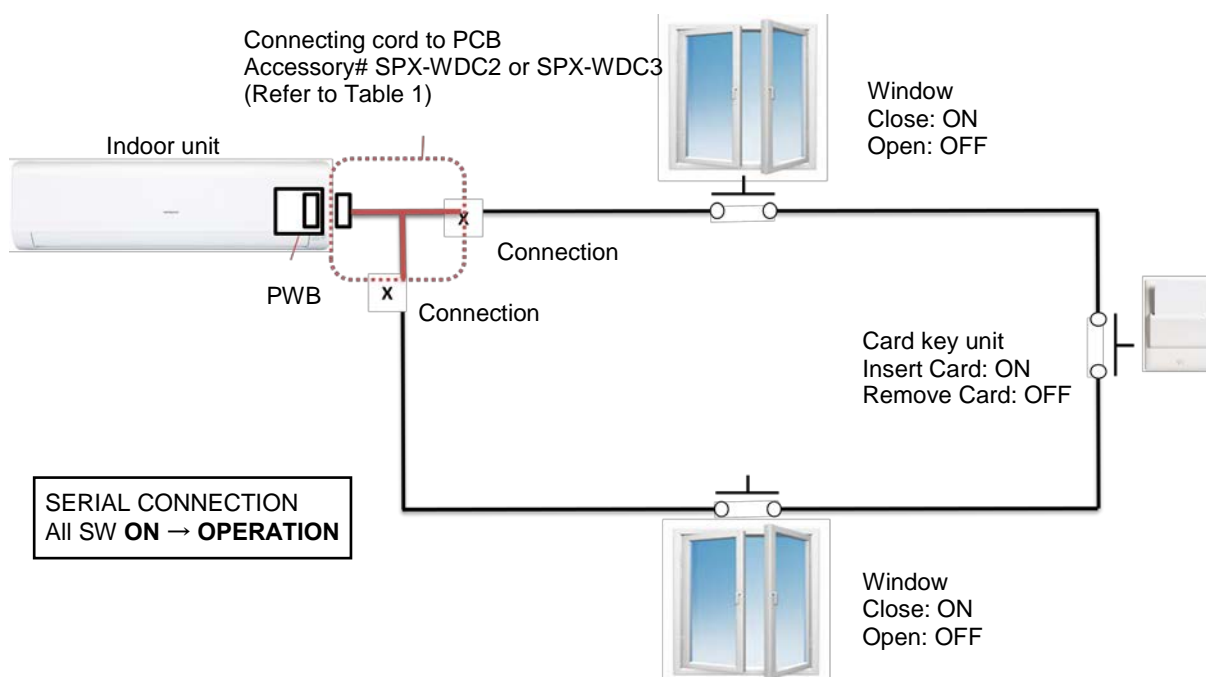 Connecting cord to PCB
Accessory# SPX-WDC2 or SPX-WDC3
(Refer to Table 1)
Indoor unit
Window
Close: ON
Open: OFF
X
Connection
PWB
X
Connection
Card key unit
Insert Card: ON
Remove Card: OFF
SERIAL CONNECTION
All SW ON → OPERATION
Window
Close: ON
Open: OFF